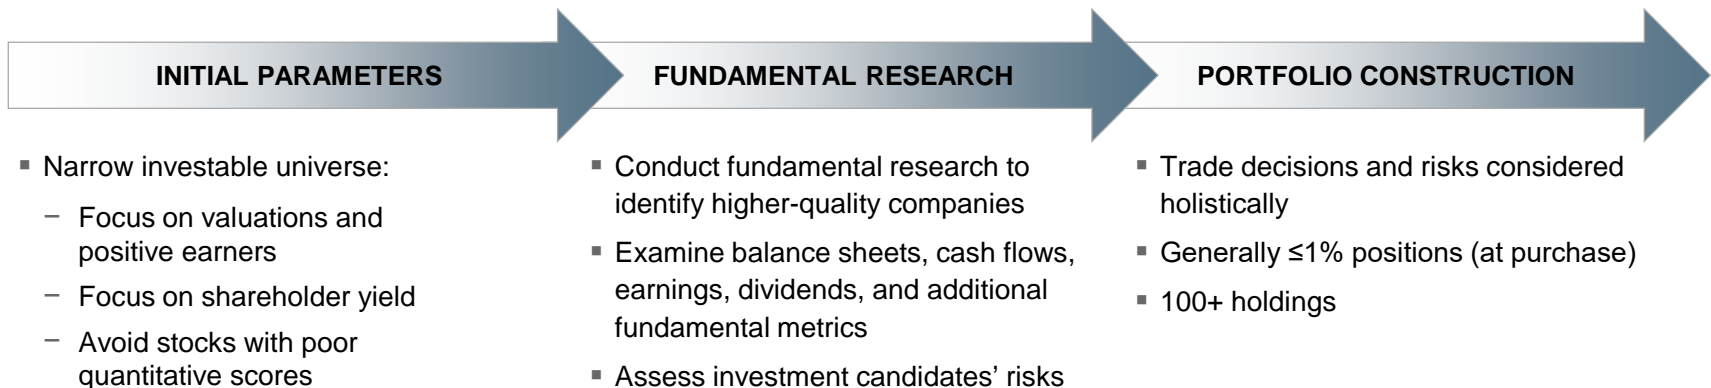 INITIAL PARAMETERS
FUNDAMENTAL RESEARCH
PORTFOLIO CONSTRUCTION
▪ Narrow investable universe:
− Focus on valuations and
positive earners
− Focus on shareholder yield
− Avoid stocks with poor
quantitative scores
▪ Conduct fundamental research to
identify higher-quality companies
▪ Examine balance sheets, cash flows,
earnings, dividends, and additional
fundamental metrics
▪ Assess investment candidates’ risks
▪ Trade decisions and risks considered
holistically
▪ Generally ≤1% positions (at purchase)
▪ 100+ holdings